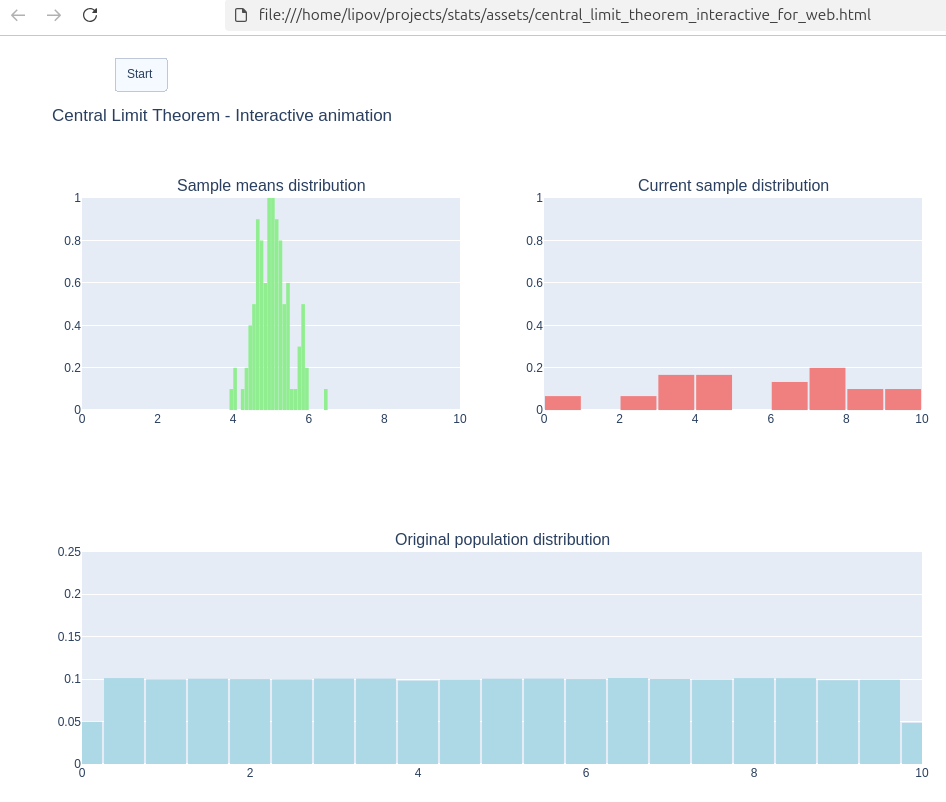 file:///home/lipov/projects/stats/assets/central_limit_theorem_interactive_for_web.html
Start
Central Limit Theorem - Interactive animation
Sample means distribution
1
0.8
0.6
0.4
0.2
0
0 2 4 6 8 10
Current sample distribution
1
0.8
0.6
0.4
0.2
0
0 2 4 6 8 10
Original population distribution
0.25
0.2
0.15
0.1
0.05
0
0 2 4 6 8 10